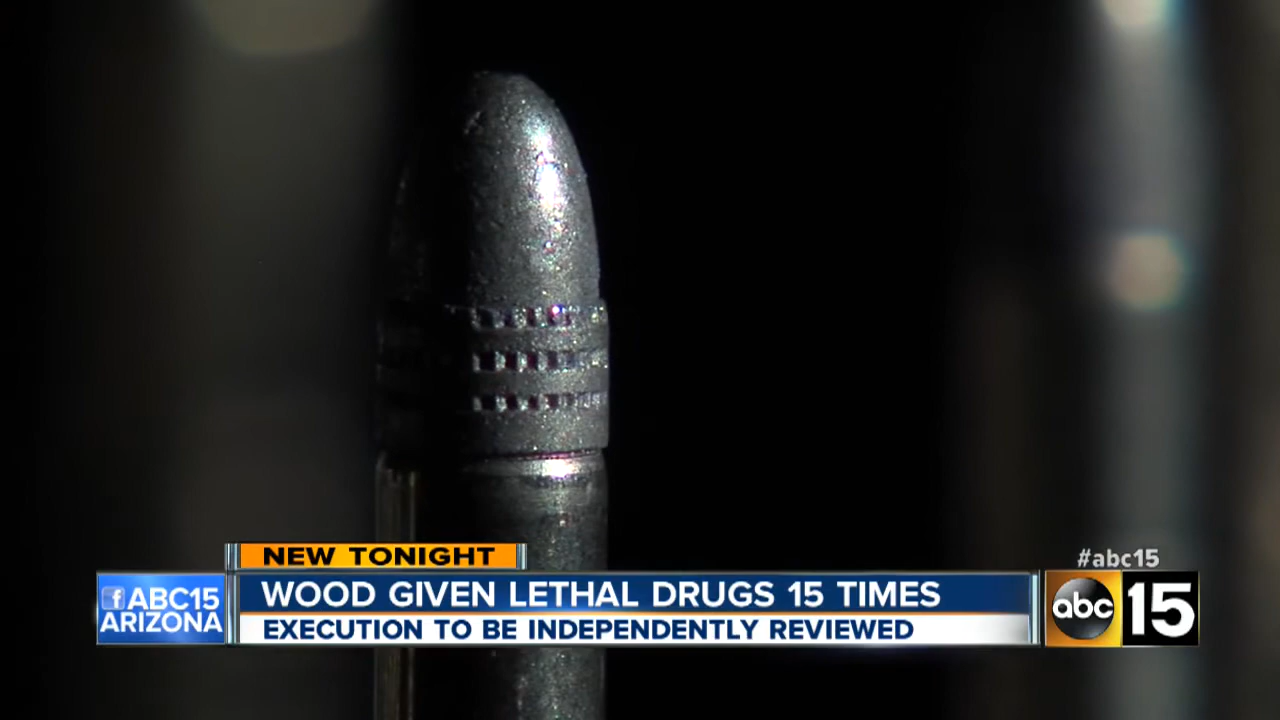 NEW TONIGHT
#abc15
f ABC15
ARIZONA
WOOD GIVEN LETHAL DRUGS 15 TIMES
EXECUTION TO BE INDEPENDENTLY REVIEWED
abc 15